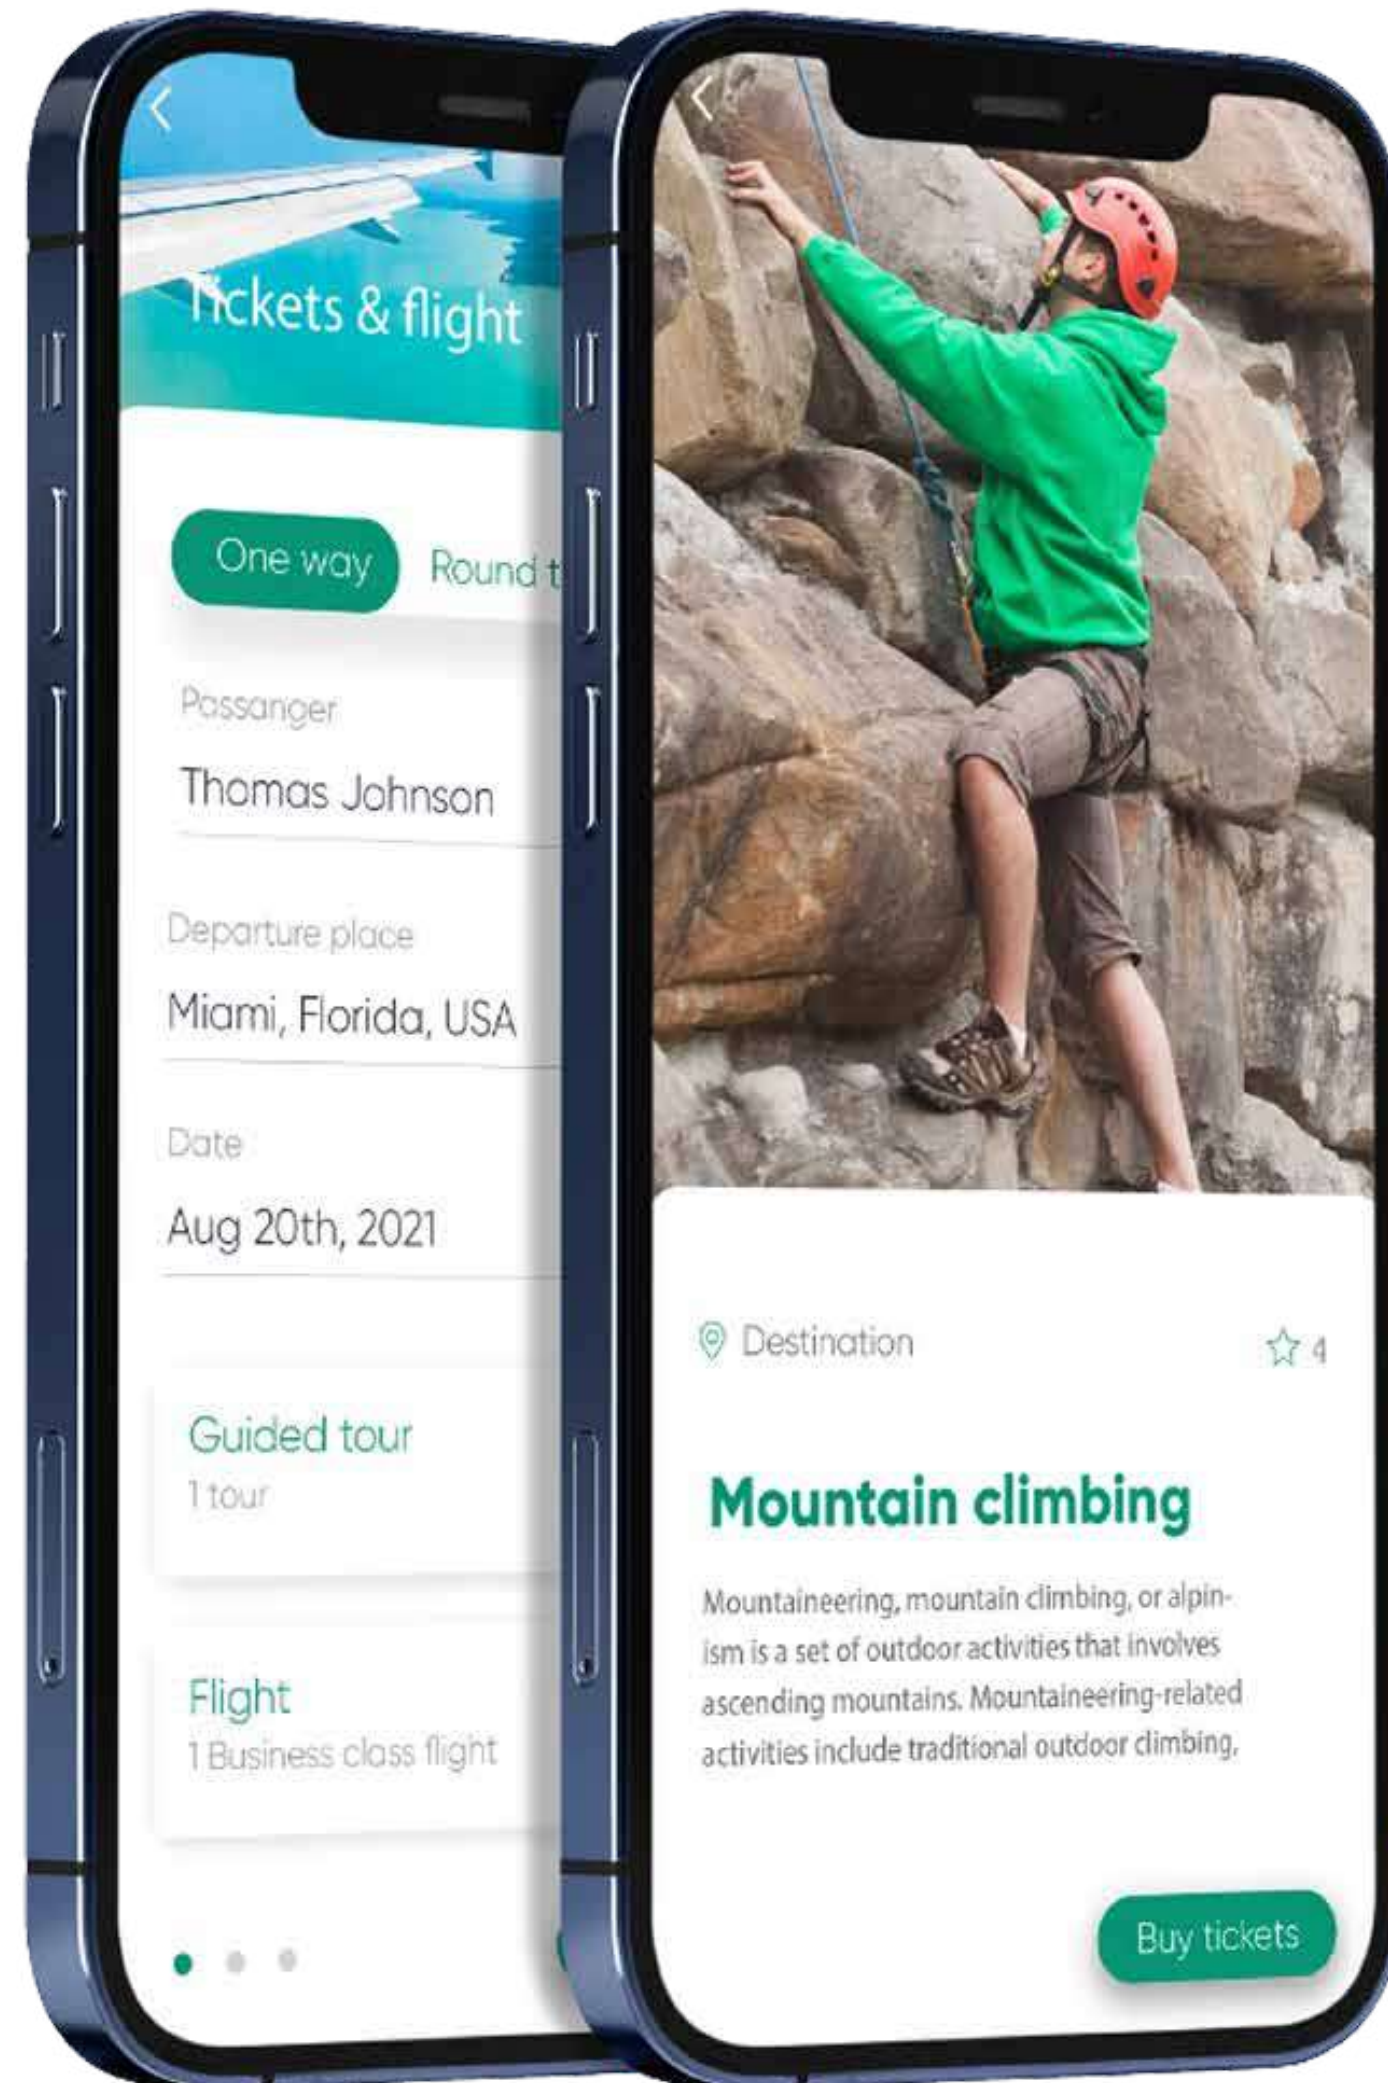 Tickets & flight
One way
Round t
Passanger
Thomas Johnson
Departure place
Miami, Florida, USA
Date
Aug 20th, 2021
Guided tour
1 tour
Flight
1 Business class flight
Destination
4
Mountain climbing
Mountaineering, mountain climbing, or alpin-
ism is a set of outdoor activities that involves
ascending mountains. Mountaineering-related
activities include traditional outdoor climbing,
Buy tickets